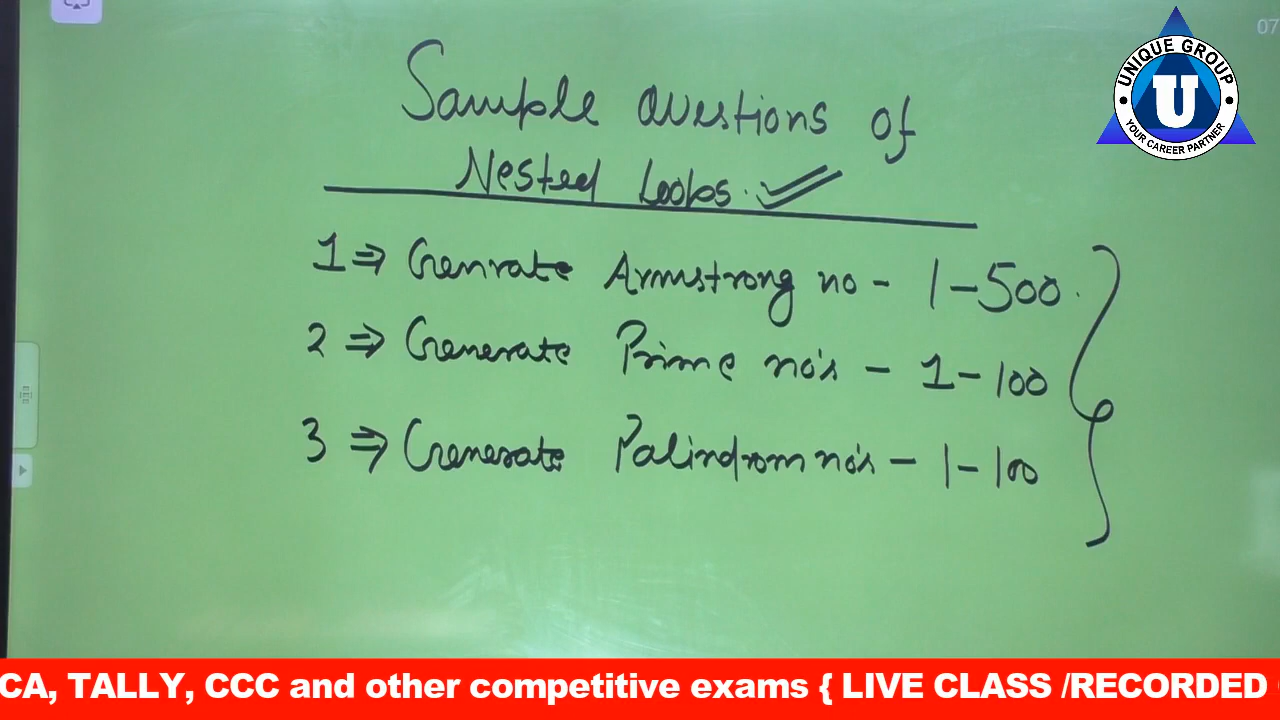 07
UNIQUE GROUP
U
YOUR CAREER PARTNER
Sample Questions of
Nested Loops.
1 ⇒ Genrate Armstrong no - 1-500.
2 ⇒ Generate Prime no's - 1-100
3 ⇒ Generate Palindrom no's - 1-100
CA, TALLY, CCC and other competitive exams { LIVE CLASS /RECORDED